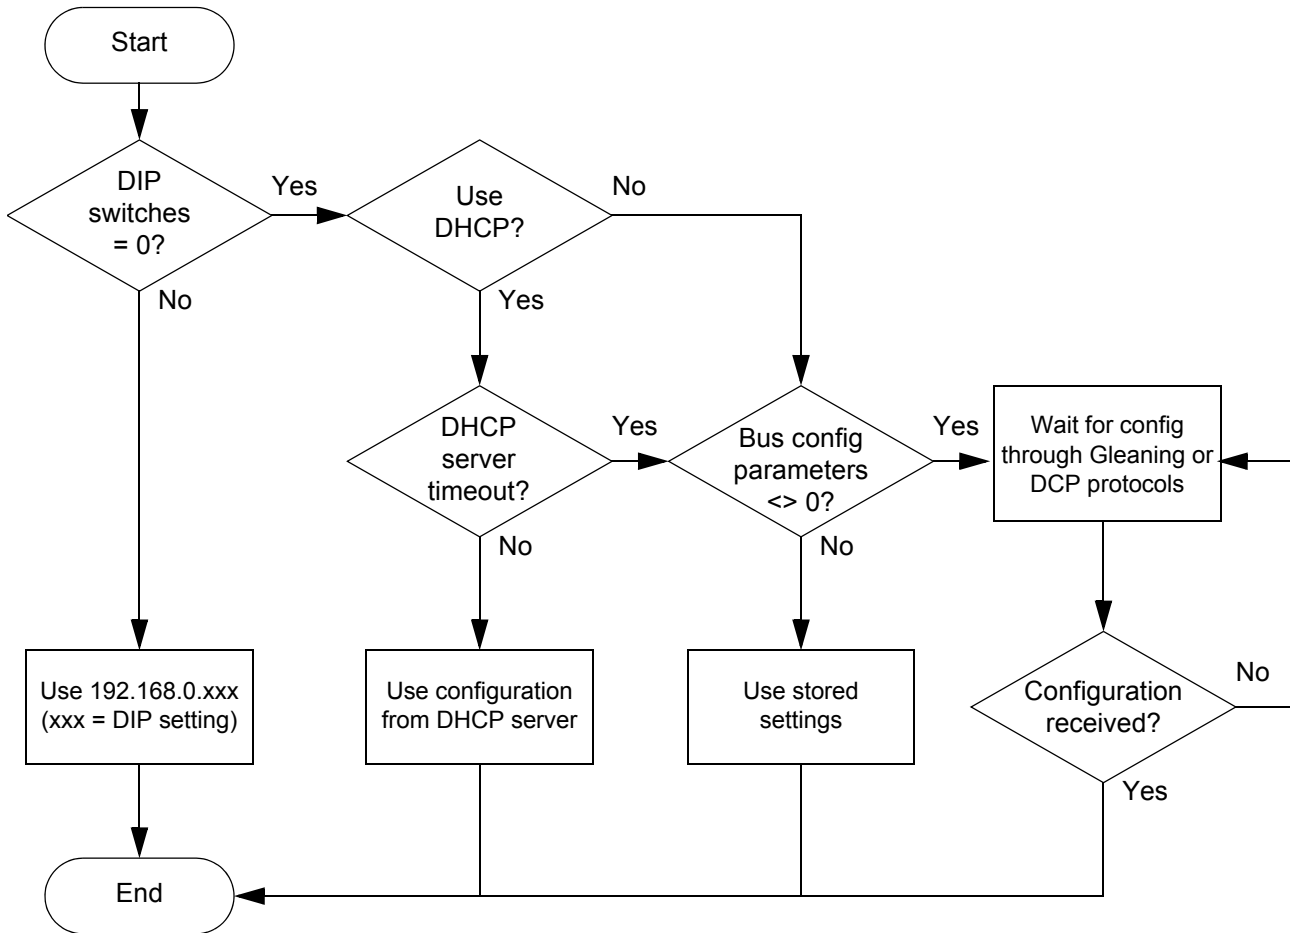 Start
DIP
switches
= 0?
Yes
No
Use
DHCP?
No
Yes
DHCP
server
timeout?
Yes
No
Bus config
parameters
<> 0?
Yes
No
Wait for config
through Gleaning or
DCP protocols
Use 192.168.0.xxx
(xxx = DIP setting)
Use configuration
from DHCP server
Use stored
settings
Configuration
received?
No
Yes
End